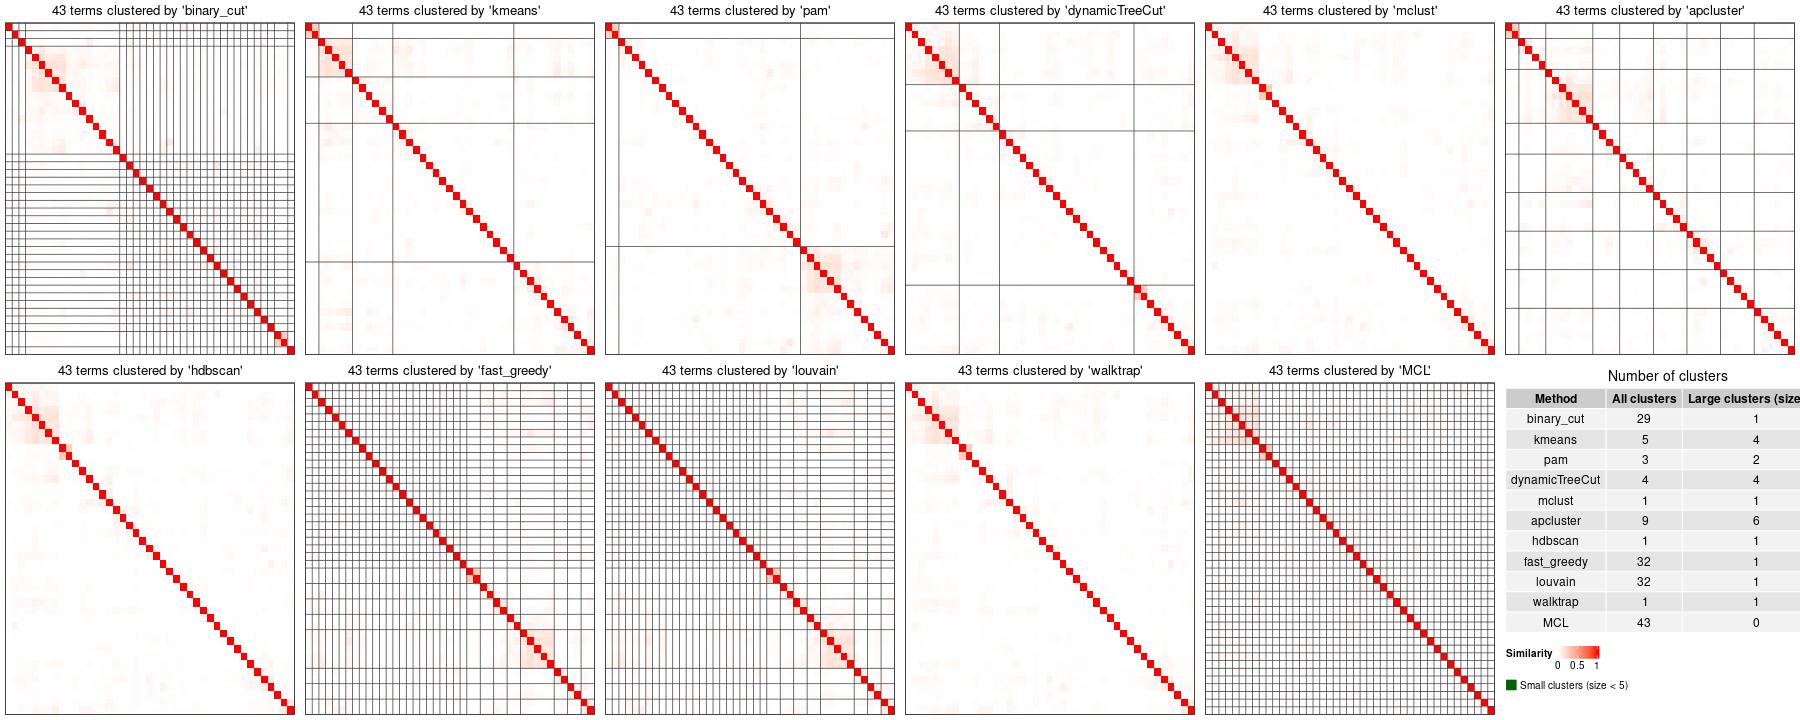 43 terms clustered by 'binary_cut'
43 terms clustered by 'kmeans'
43 terms clustered by 'pam'
43 terms clustered by 'dynamicTreeCut'
43 terms clustered by 'mclust'
43 terms clustered by 'apcluster'
43 terms clustered by 'hdbscan'
43 terms clustered by 'fast_greedy'
43 terms clustered by 'louvain'
43 terms clustered by 'walktrap'
43 terms clustered by 'MCL'
Number of clusters
Method All clusters Large clusters (size
binary_cut 29 1
kmeans 5 4
pam 3 2
dynamicTreeCut 4 4
mclust 1 1
apcluster 9 6
hdbscan 1 1
fast_greedy 32 1
louvain 32 1
walktrap 1 1
MCL 43 0
Similarity
0 0.5 1
Small clusters (size < 5)